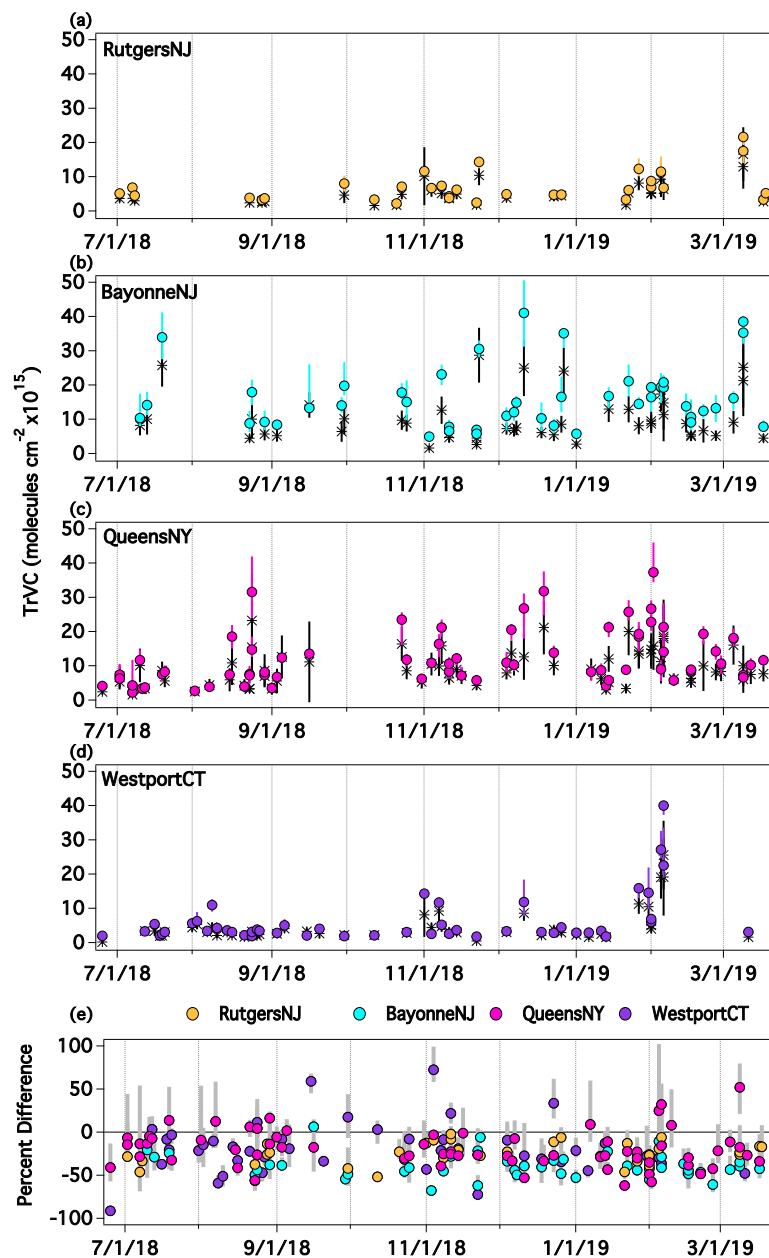 (a)
50
RutgersNJ
40
30
20
10
0
7/1/18 9/1/18 11/1/18 1/1/19 3/1/19
(b)
50
BayonneNJ
40
30
20
10
0
7/1/18 9/1/18 11/1/18 1/1/19 3/1/19
TrVC (molecules cm⁻² x10¹⁵)
(c)
50
QueensNY
40
30
20
10
0
7/1/18 9/1/18 11/1/18 1/1/19 3/1/19
(d)
50
WestportCT
40
30
20
10
0
7/1/18 9/1/18 11/1/18 1/1/19 3/1/19
(e) RutgersNJ BayonneNJ QueensNY WestportCT
100
50
0
-50
-100
Percent Difference
7/1/18 9/1/18 11/1/18 1/1/19 3/1/19